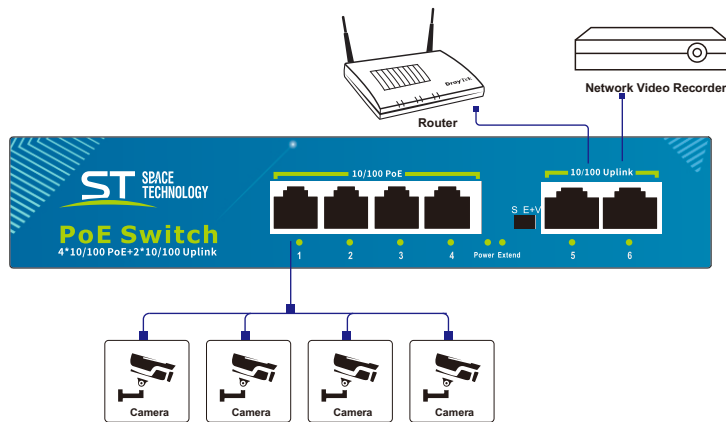 DrayTek
Router
Network Video Recorder
ST SPACE
TECHNOLOGY
PoE Switch
4*10/100 PoE+2*10/100 Uplink
10/100 PoE
10/100 Uplink
S E+V
1 2 3 4 Power Extend 5 6
Camera Camera Camera Camera